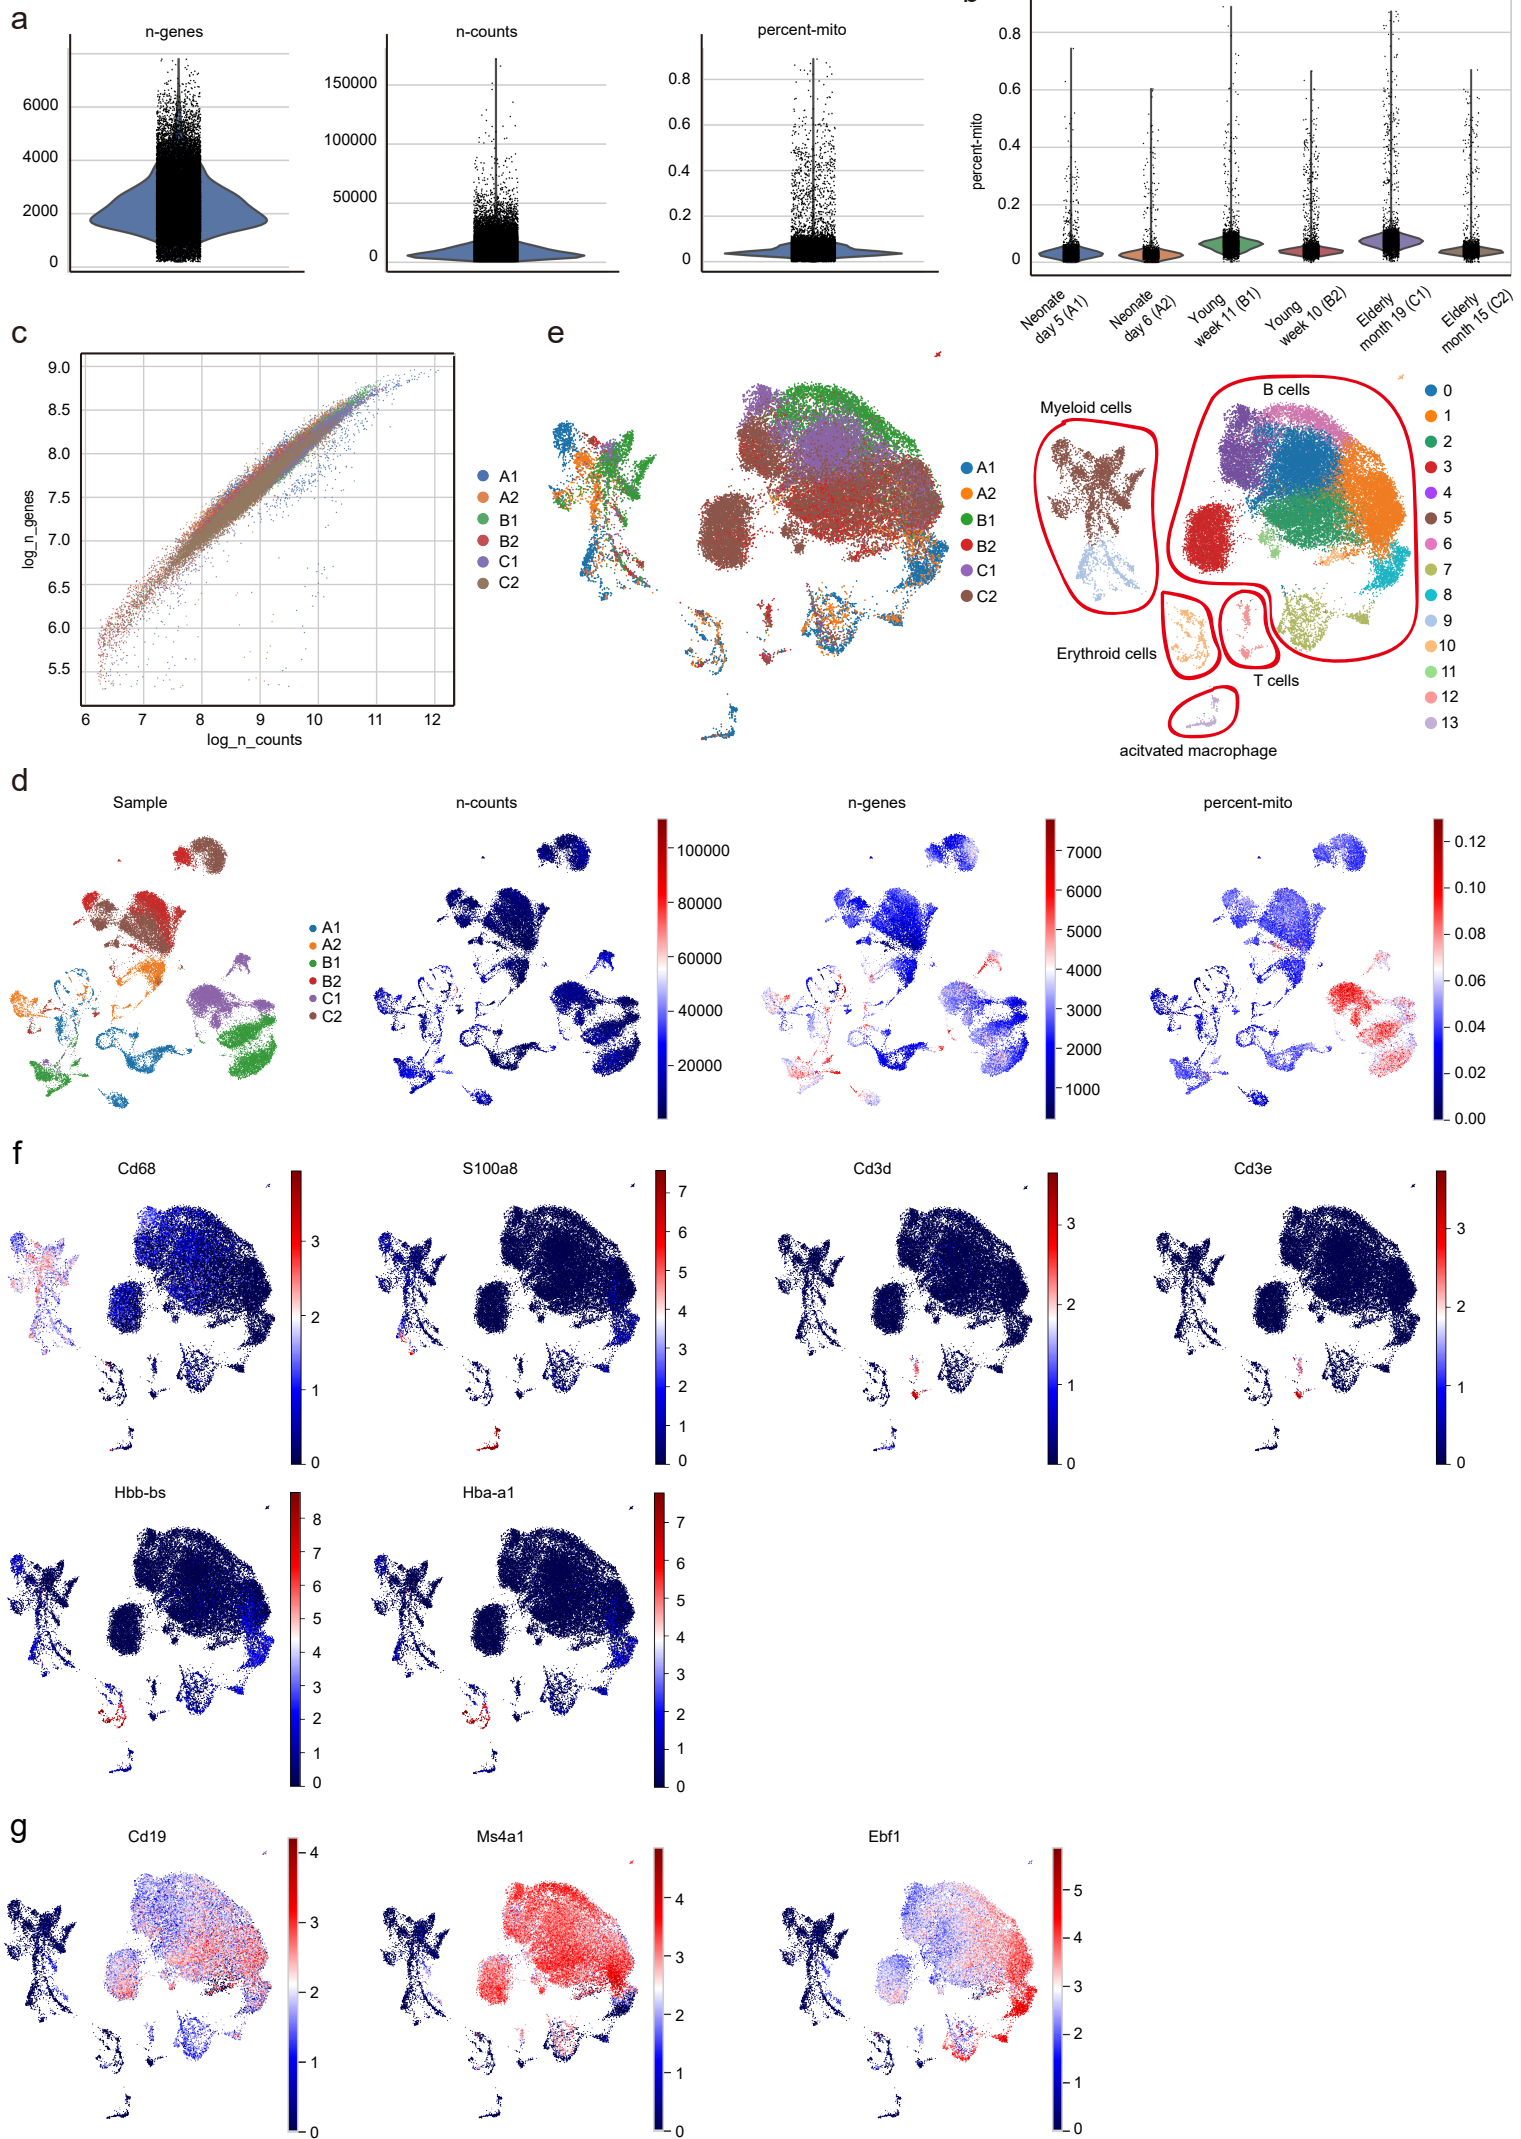 a
n-genes
6000
4000
2000
0
n-counts
150000
100000
50000
0
percent-mito
0.8
0.6
0.4
0.2
0
percent-mito
0.8
0.6
0.4
0.2
0
Neonate
day 5 (A1)
Neonate
day 6 (A2)
Young
week 11 (B1)
Young
week 10 (B2)
Elderly
month 19 (C1)
Elderly
month 15 (C2)
c
log_n_genes
9.0
8.5
8.0
7.5
7.0
6.5
6.0
5.5
6 7 8 9 10 11 12
log_n_counts
A1
A2
B1
B2
C1
C2
e
A1
A2
B1
B2
C1
C2
Myeloid cells
B cells
Erythroid cells
T cells
acitvated macrophage
0
1
2
3
4
5
6
7
8
9
10
11
12
13
d
Sample
A1
A2
B1
B2
C1
C2
n-counts
100000
80000
60000
40000
20000
n-genes
7000
6000
5000
4000
3000
2000
1000
percent-mito
0.12
0.10
0.08
0.06
0.04
0.02
0.00
f
Cd68
3
2
1
0
S100a8
7
6
5
4
3
2
1
0
Cd3d
3
2
1
0
Cd3e
3
2
1
0
Hbb-bs
8
7
6
5
4
3
2
1
0
Hba-a1
7
6
5
4
3
2
1
0
g
Cd19
4
3
2
1
0
Ms4a1
4
3
2
1
0
Ebf1
5
4
3
2
1
0